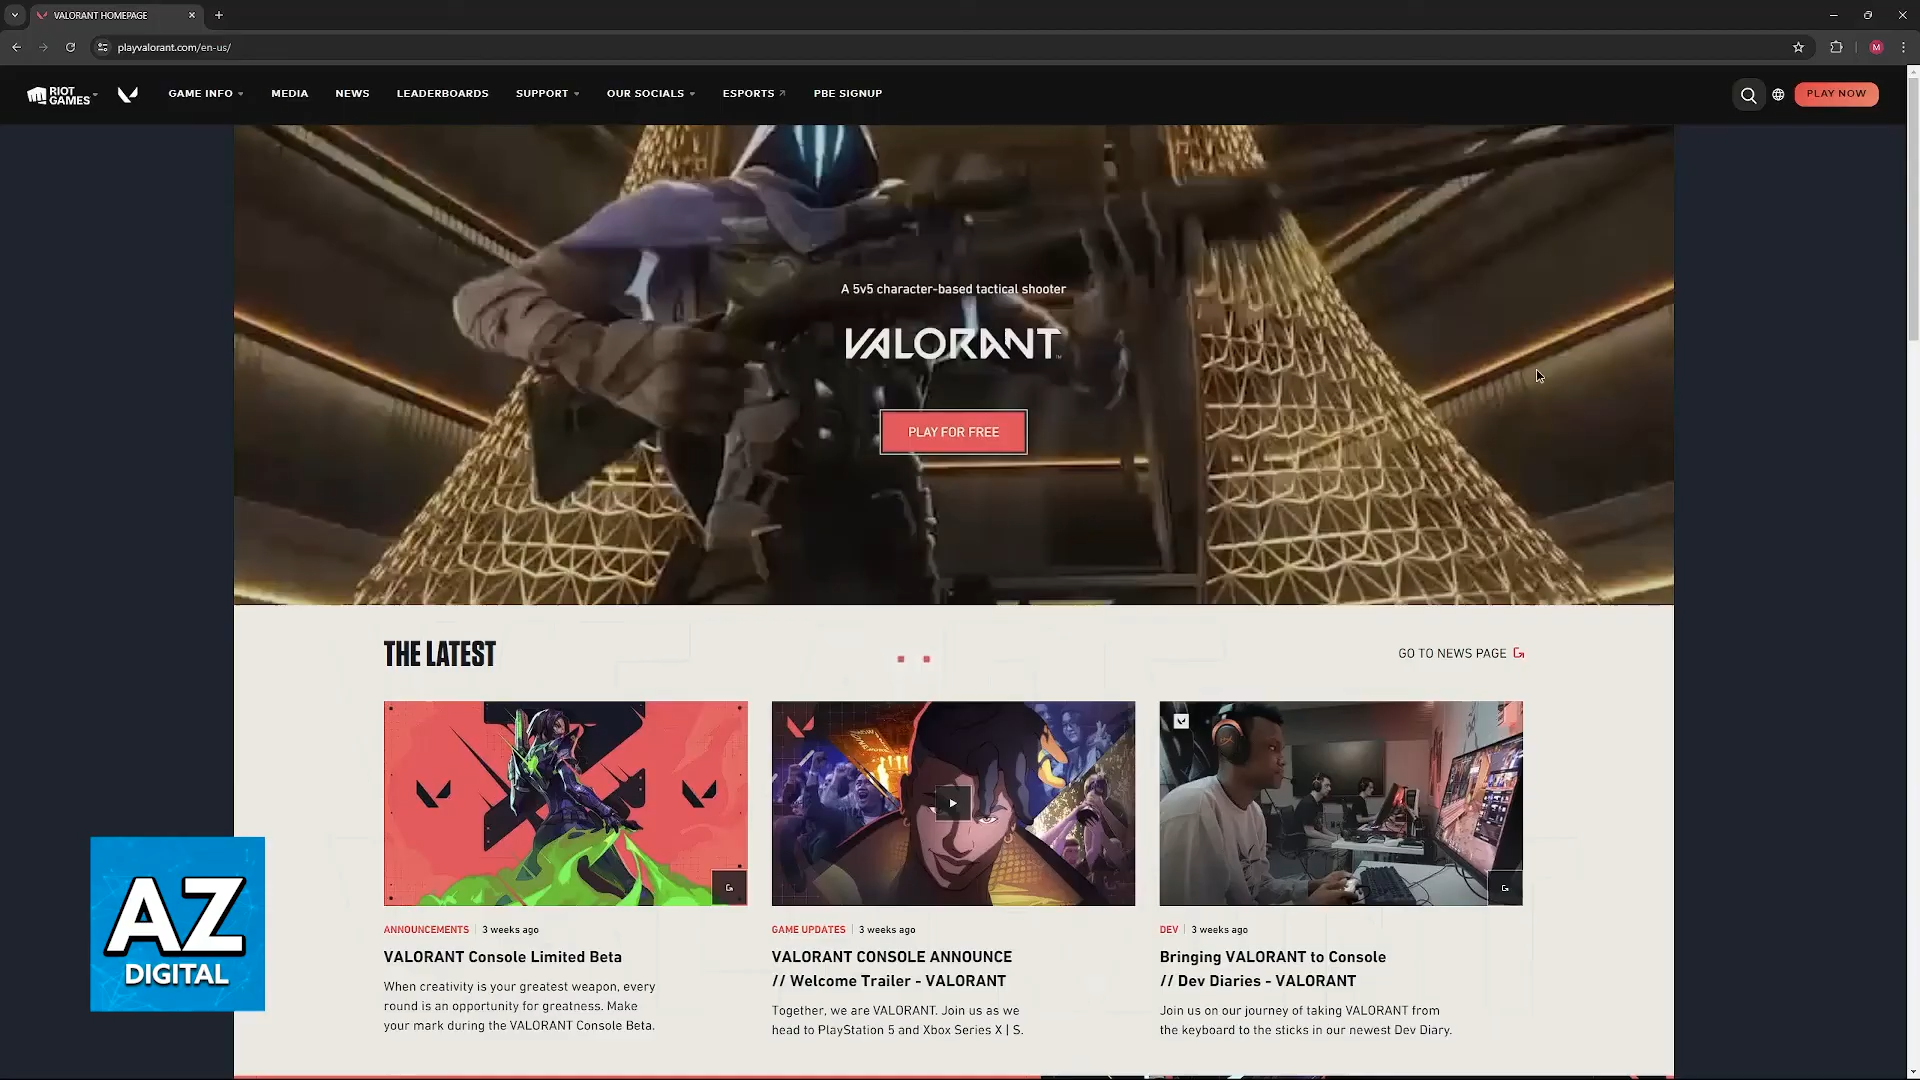 VALORANT HOMEPAGE
playvalorant.com/en-us/
M
RIOT GAMES
GAME INFO
MEDIA
NEWS
LEADERBOARDS
SUPPORT
OUR SOCIALS
ESPORTS
PBE SIGNUP
PLAY NOW
A 5v5 character-based tactical shooter
VALORANT
PLAY FOR FREE
THE LATEST
GO TO NEWS PAGE
ANNOUNCEMENTS | 3 weeks ago
VALORANT Console Limited Beta
When creativity is your greatest weapon, every
round is an opportunity for greatness. Make
your mark during the VALORANT Console Beta.
GAME UPDATES | 3 weeks ago
VALORANT CONSOLE ANNOUNCE
// Welcome Trailer - VALORANT
Together, we are VALORANT. Join us as we
head to PlayStation 5 and Xbox Series X | S.
DEV | 3 weeks ago
Bringing VALORANT to Console
// Dev Diaries - VALORANT
Join us on our journey of taking VALORANT from
the keyboard to the sticks in our newest Dev Diary.
AZ
DIGITAL